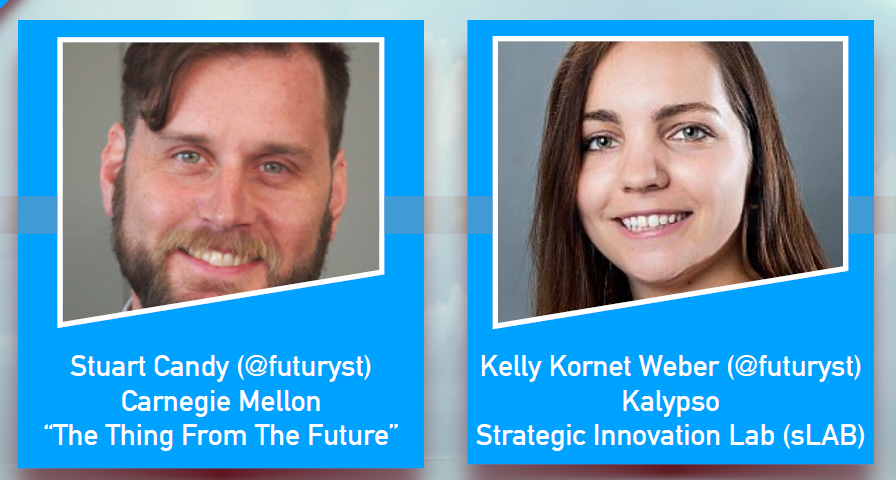 Stuart Candy (@futuryst)
Carnegie Mellon
“The Thing From The Future”
Kelly Kornet Weber (@futuryst)
Kalypso
Strategic Innovation Lab (sLAB)